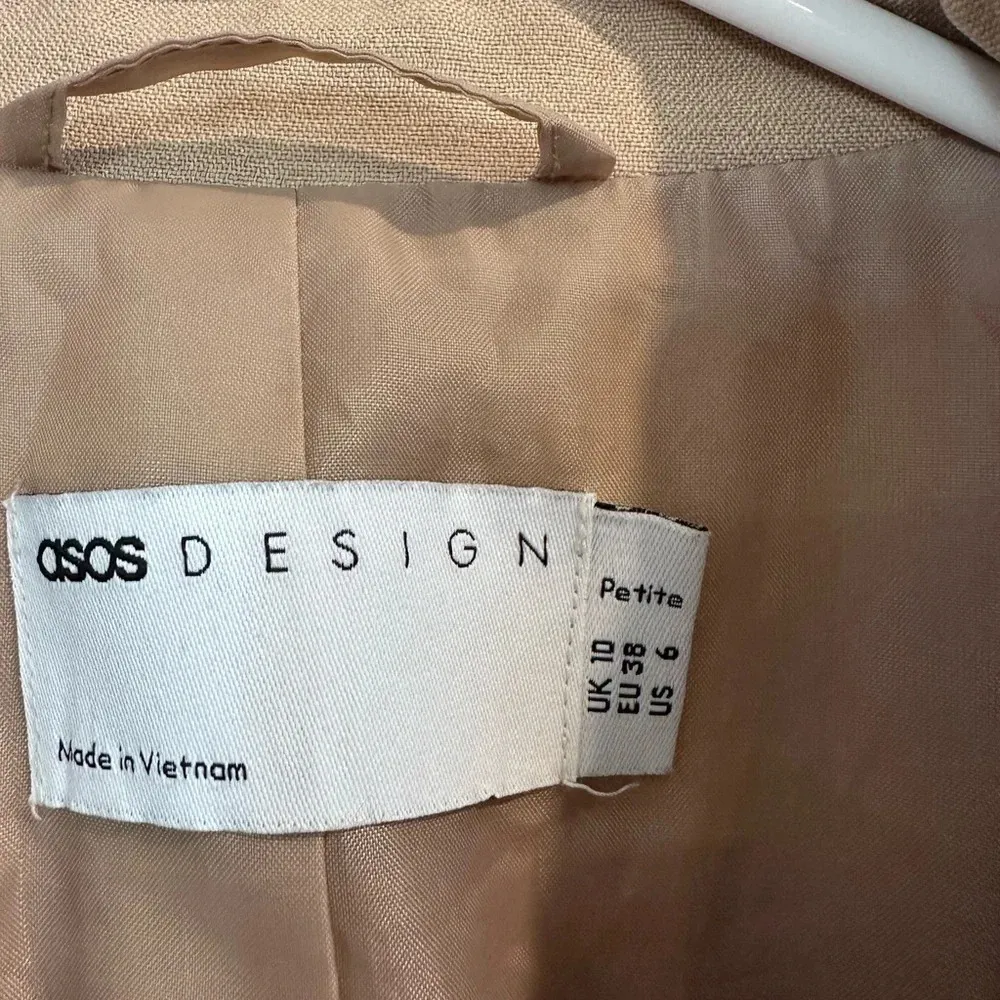 asos DESIGN
Made in Vietnam
Petite
UK 10
EU 38
US 6